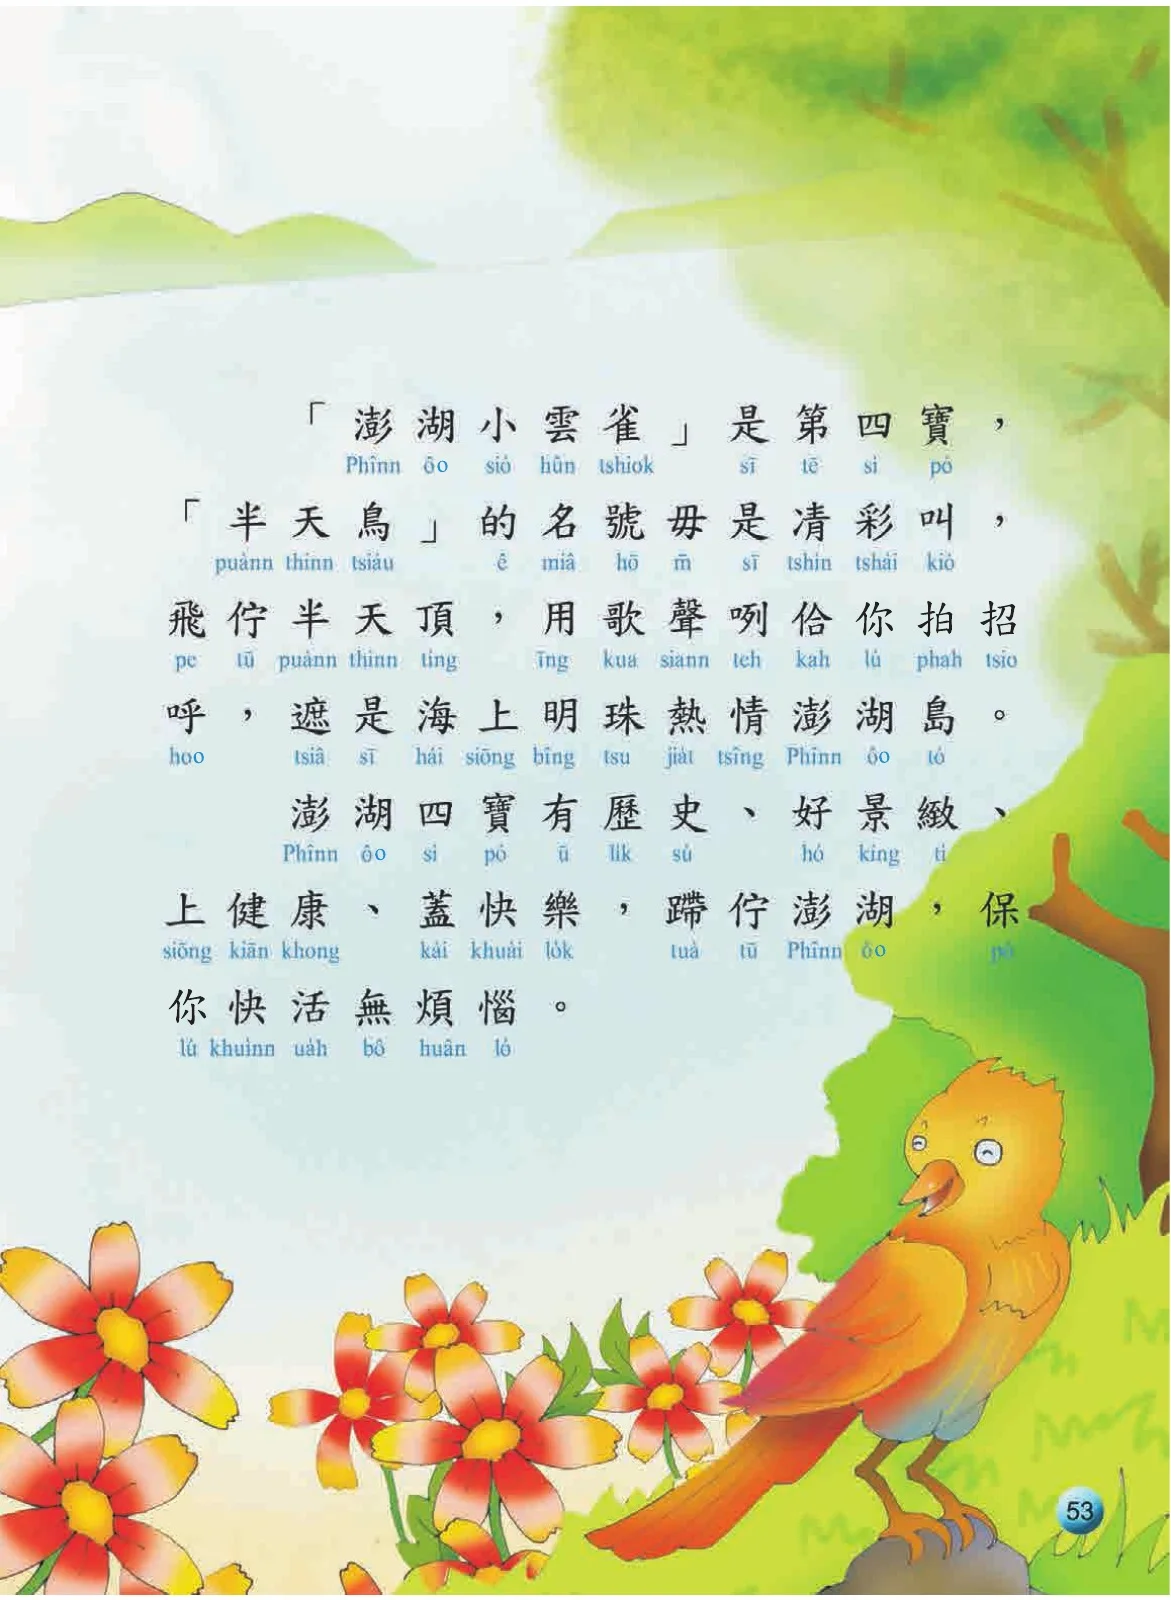 「澎湖小雲雀」是第四寶，
Phînn ôo sió hûn tshiok sī tē sì pó
「半天鳥」的名號毋是凊彩叫，
puànn thinn tsiáu ê miâ hō m̄ sī tshìn tshái kiò
飛佇半天頂，用歌聲咧佮你拍招
pe tū puànn thinn tíng īng kua siann teh kah lú phah tsio
呼，遮是海上明珠熱情澎湖島。
hoo tsiâ sī hái siōng bîng tsu jia̍t tsîng Phînn ôo tó
澎湖四寶有歷史、好景緻、
Phînn ôo sì pó ū li̍k sú hó kíng tì
上健康、蓋快樂，蹛佇澎湖，保
siōng kiān khong kài khuài lo̍k tuà tū Phînn ôo pó
你快活無煩惱。
lú khuìnn ua̍h bô huân ló
53